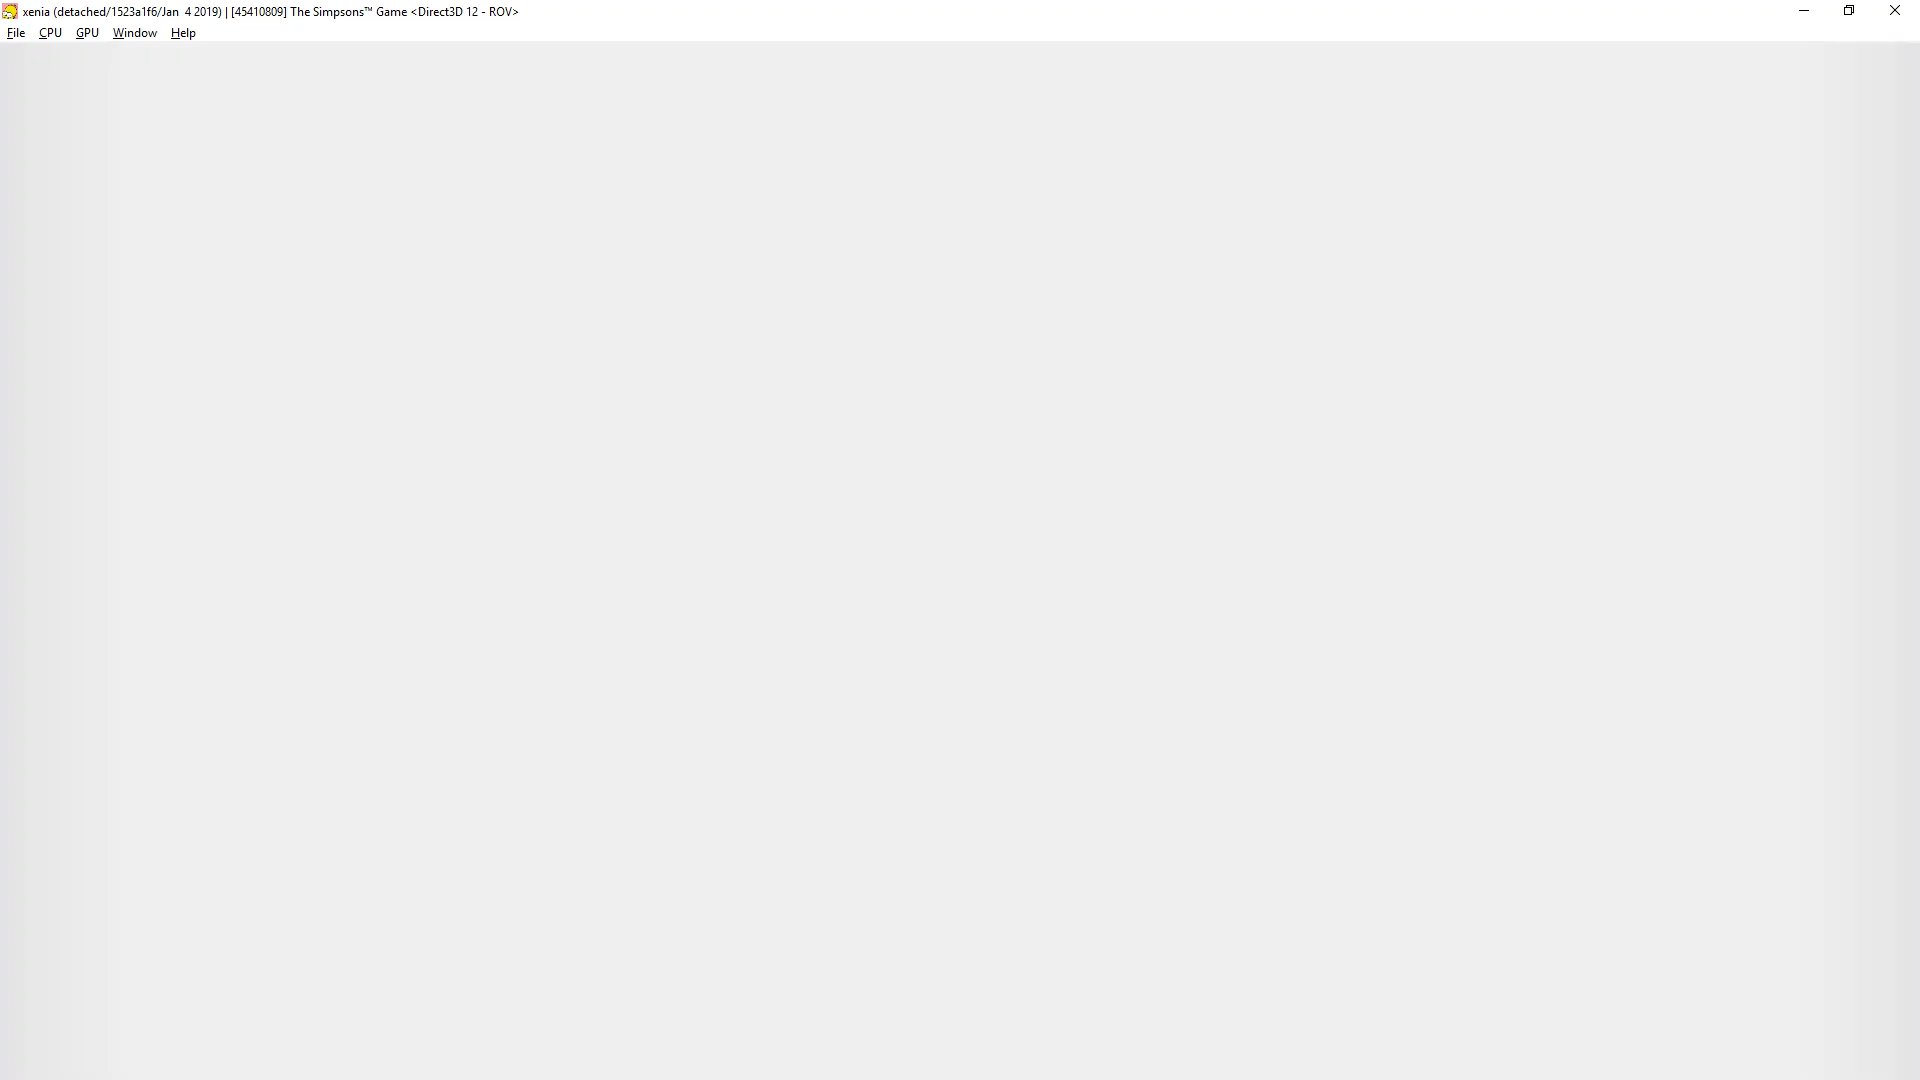 xenia (detached/1523a1f6/Jan  4 2019) | [45410809] The Simpsons™ Game <Direct3D 12 - ROV>
File CPU GPU Window Help